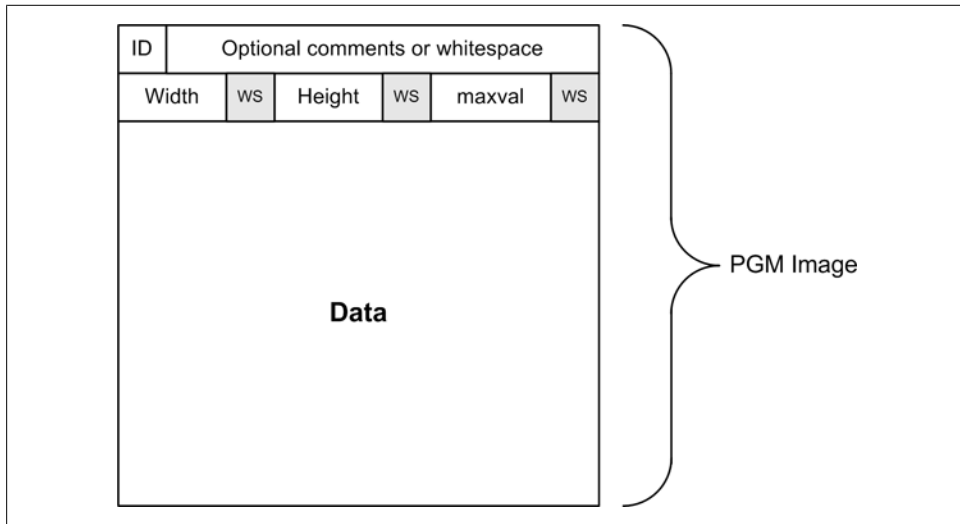 ID Optional comments or whitespace
Width WS Height WS maxval WS
Data
PGM Image